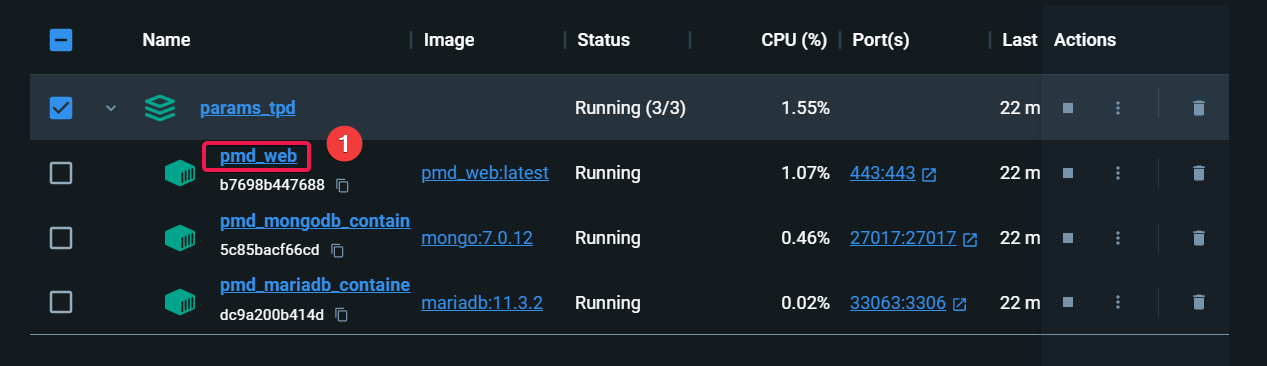 Name Image Status CPU (%) Port(s) Last Actions
params_tpd Running (3/3) 1.55% 22 m
pmd_web 1
b7698b447688 pmd_web:latest Running 1.07% 443:443 22 m
pmd_mongodb_contain
5c85bacf66cd mongo:7.0.12 Running 0.46% 27017:27017 22 m
pmd_mariadb_containe
dc9a200b414d mariadb:11.3.2 Running 0.02% 33063:3306 22 m